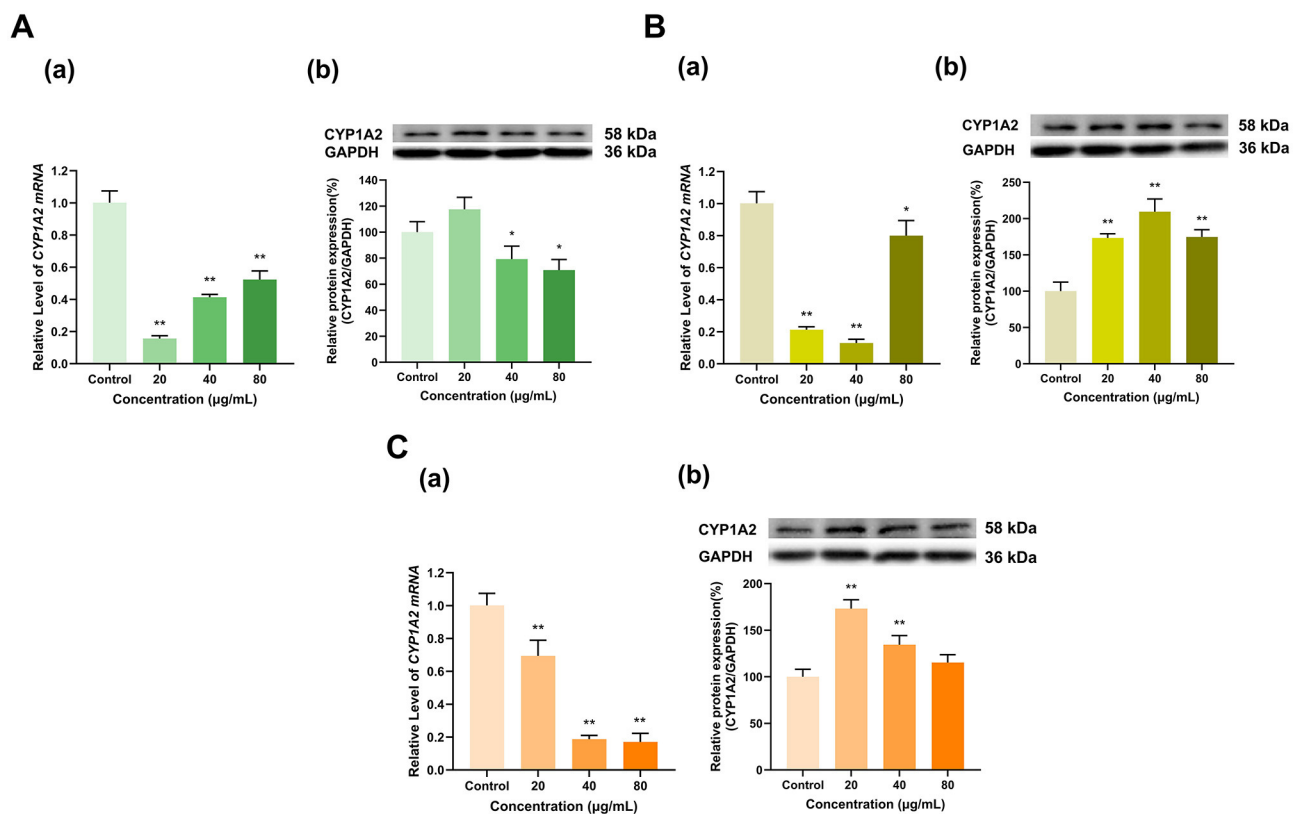 A
(a)
Relative Level of CYP1A2 mRNA
1.2
1.0
0.8
0.6
0.4
0.2
0.0
**
**
**
Control
20
40
80
Concentration (µg/mL)
(b)
CYP1A2
58 kDa
GAPDH
36 kDa
Relative protein expression(%)
(CYP1A2/GAPDH)
140
120
100
80
60
40
20
0
*
*
Control
20
40
80
Concentration (µg/mL)
B
(a)
Relative Level of CYP1A2 mRNA
1.2
1.0
0.8
0.6
0.4
0.2
0.0
**
**
*
Control
20
40
80
Concentration (µg/mL)
(b)
CYP1A2
58 kDa
GAPDH
36 kDa
Relative protein expression(%)
(CYP1A2/GAPDH)
250
200
150
100
50
0
**
**
**
Control
20
40
80
Concentration (µg/mL)
C
(a)
Relative Level of CYP1A2 mRNA
1.2
1.0
0.8
0.6
0.4
0.2
0.0
**
**
**
Control
20
40
80
Concentration (µg/mL)
(b)
CYP1A2
58 kDa
GAPDH
36 kDa
Relative protein expression(%)
(CYP1A2/GAPDH)
200
150
100
50
0
**
**
Control
20
40
80
Concentration (µg/mL)